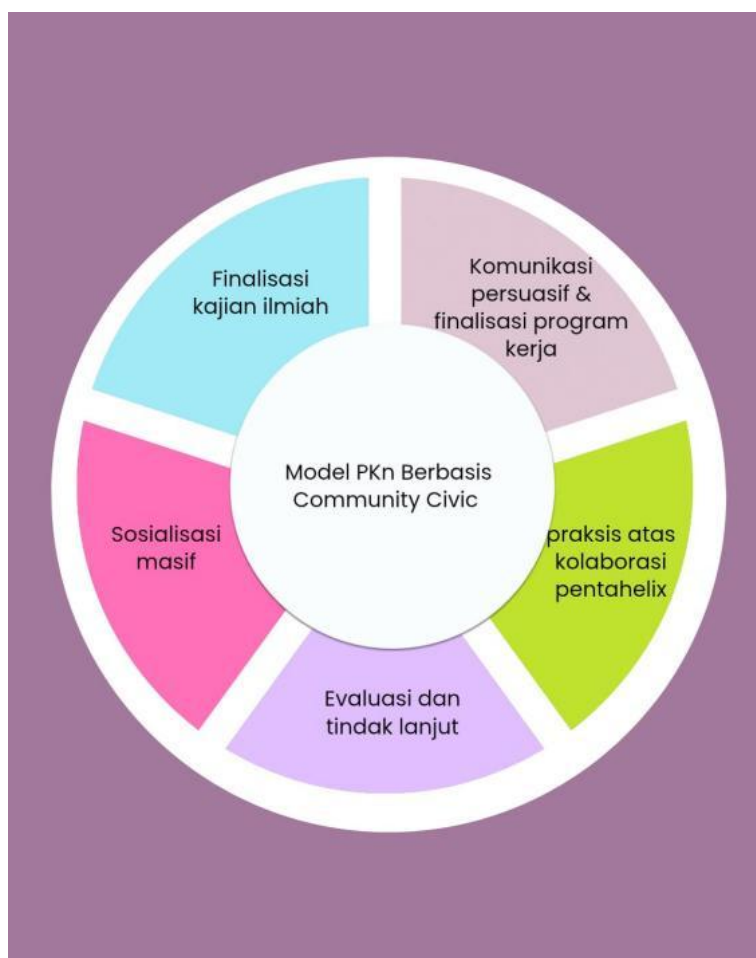 Finalisasi
kajian ilmiah
Komunikasi
persuasif &
finalisasi program
kerja
Model PKn Berbasis
Community Civic
Sosialisasi
masif
praksis atas
kolaborasi
pentahelix
Evaluasi dan
tindak lanjut